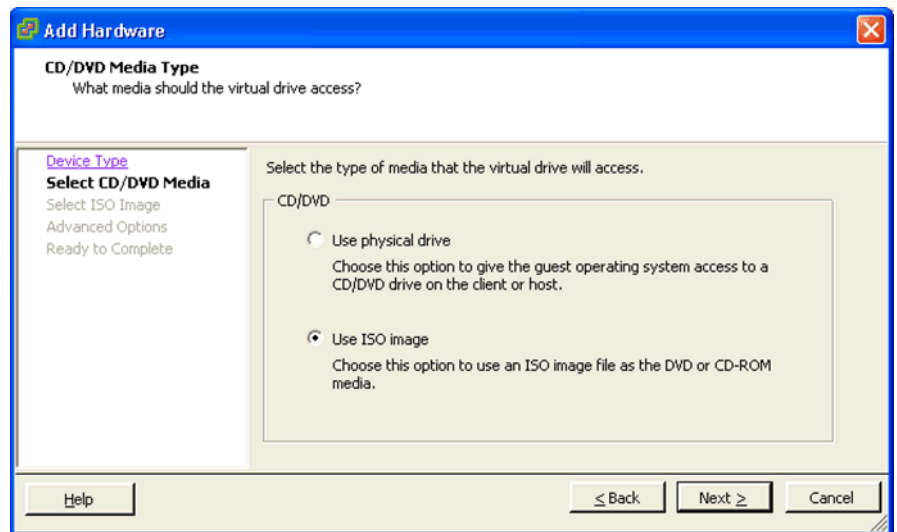 Add Hardware
CD/DVD Media Type
What media should the virtual drive access?
Device Type
Select CD/DVD Media
Select ISO Image
Advanced Options
Ready to Complete
Select the type of media that the virtual drive will access.
CD/DVD
Use physical drive
Choose this option to give the guest operating system access to a
CD/DVD drive on the client or host.
Use ISO image
Choose this option to use an ISO image file as the DVD or CD-ROM
media.
Help
< Back
Next >
Cancel